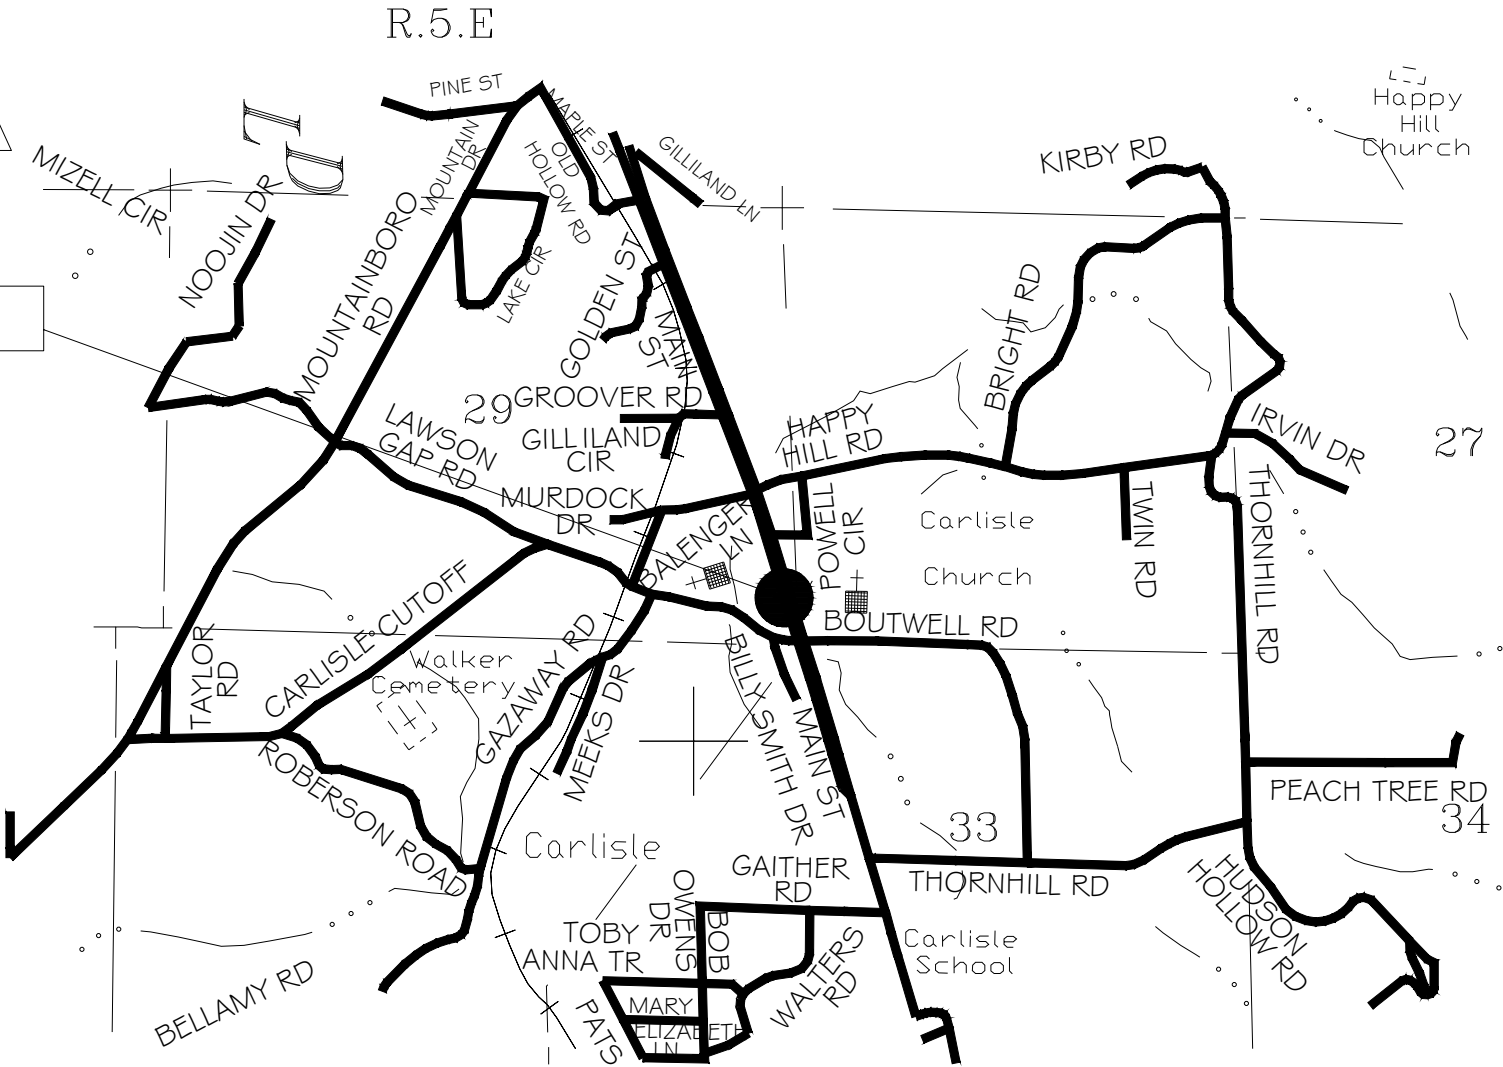 R.5.E
PINE ST
MAPLE ST
Happy
Hill
Church
MIZELL CIR
NOOJIN DR
MOUNTAIN
DR
OLD
HOLLOW RD
GILLILAND LN
KIRBY RD
MOUNTAINBORO
RD
LAKE CIR
GOLDEN ST
MAIN
ST
BRIGHT RD
29
GROOVER RD
LAWSON
GAP RD
GILLILAND
CIR
HAPPY
HILL RD
IRVIN DR
27
MURDOCK
DR
BALENGER
LN
POWELL
CIR
Carlisle
Church
TWIN RD
THORNHILL RD
CARLISLE CUTOFF
BOUTWELL RD
TAYLOR
RD
Walker
Cemetery
GAZAWAY RD
MEEKS DR
BILLY SMITH DR
MAIN ST
ROBERSON ROAD
PEACH TREE RD
34
33
Carlisle
GAITHER
RD
THORNHILL RD
HUDSON
HOLLOW RD
OWENS
DR
BOB
TOBY
ANNA TR
WALTERS
RD
Carlisle
School
BELLAMY RD
PATS
MARY
ELIZABETH
LN